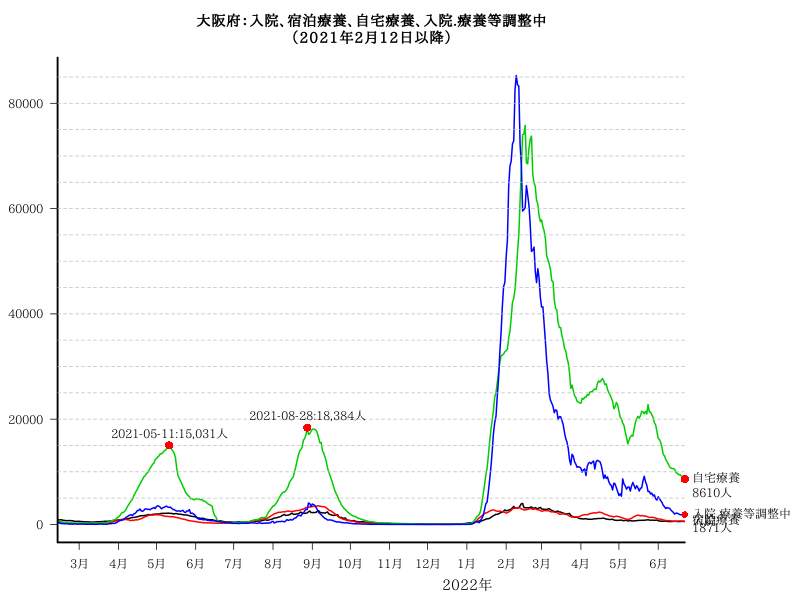 大阪府:入院、宿泊療養、自宅療養、入院.療養等調整中
(2021年2月12日以降)
80000
60000
40000
20000
0
2021-05-11:15,031人
2021-08-28:18,384人
自宅療養
8610人
入院.療養等調整中
1871人
3月 4月 5月 6月 7月 8月 9月 10月 11月 12月 1月 2月 3月 4月 5月 6月
2022年